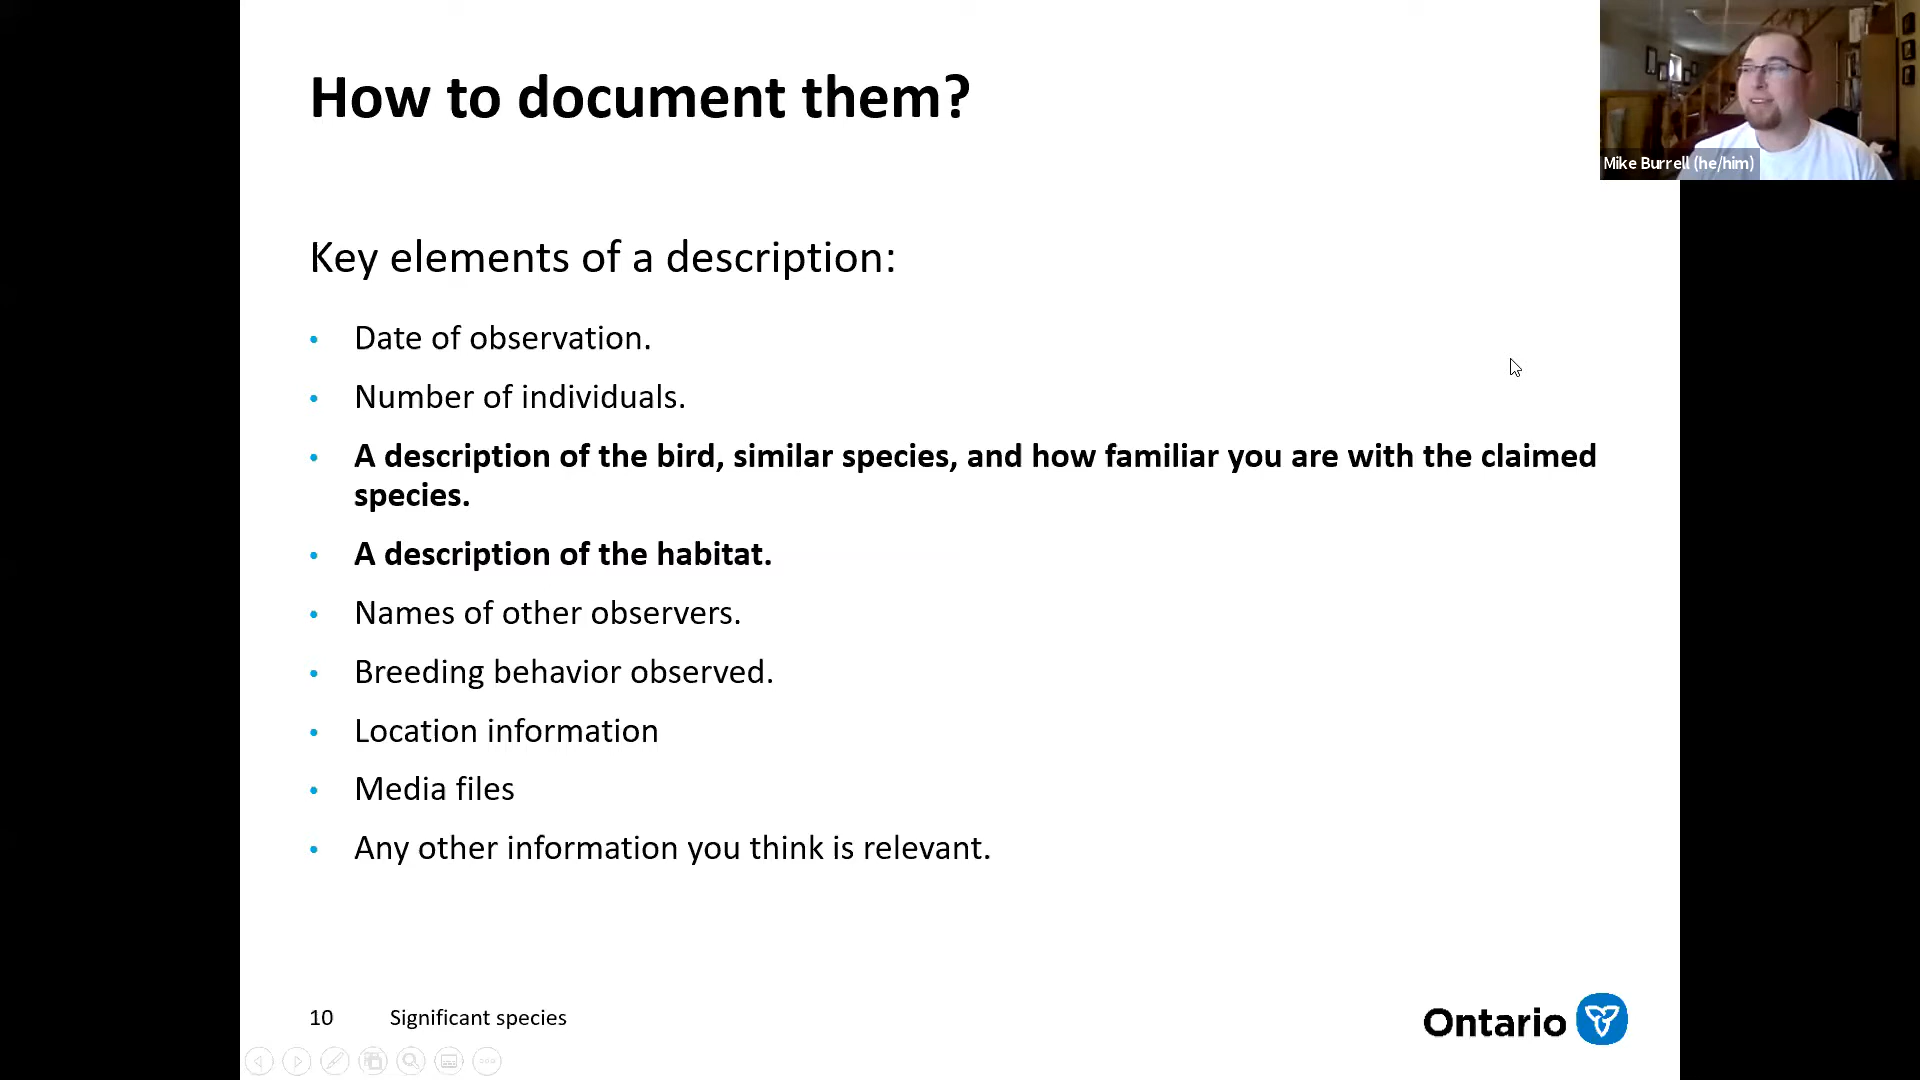 How to document them?
Mike Burrell (he/him)
Key elements of a description:
• Date of observation.
• Number of individuals.
• A description of the bird, similar species, and how familiar you are with the claimed
species.
• A description of the habitat.
• Names of other observers.
• Breeding behavior observed.
• Location information
• Media files
• Any other information you think is relevant.
10 Significant species
Ontario